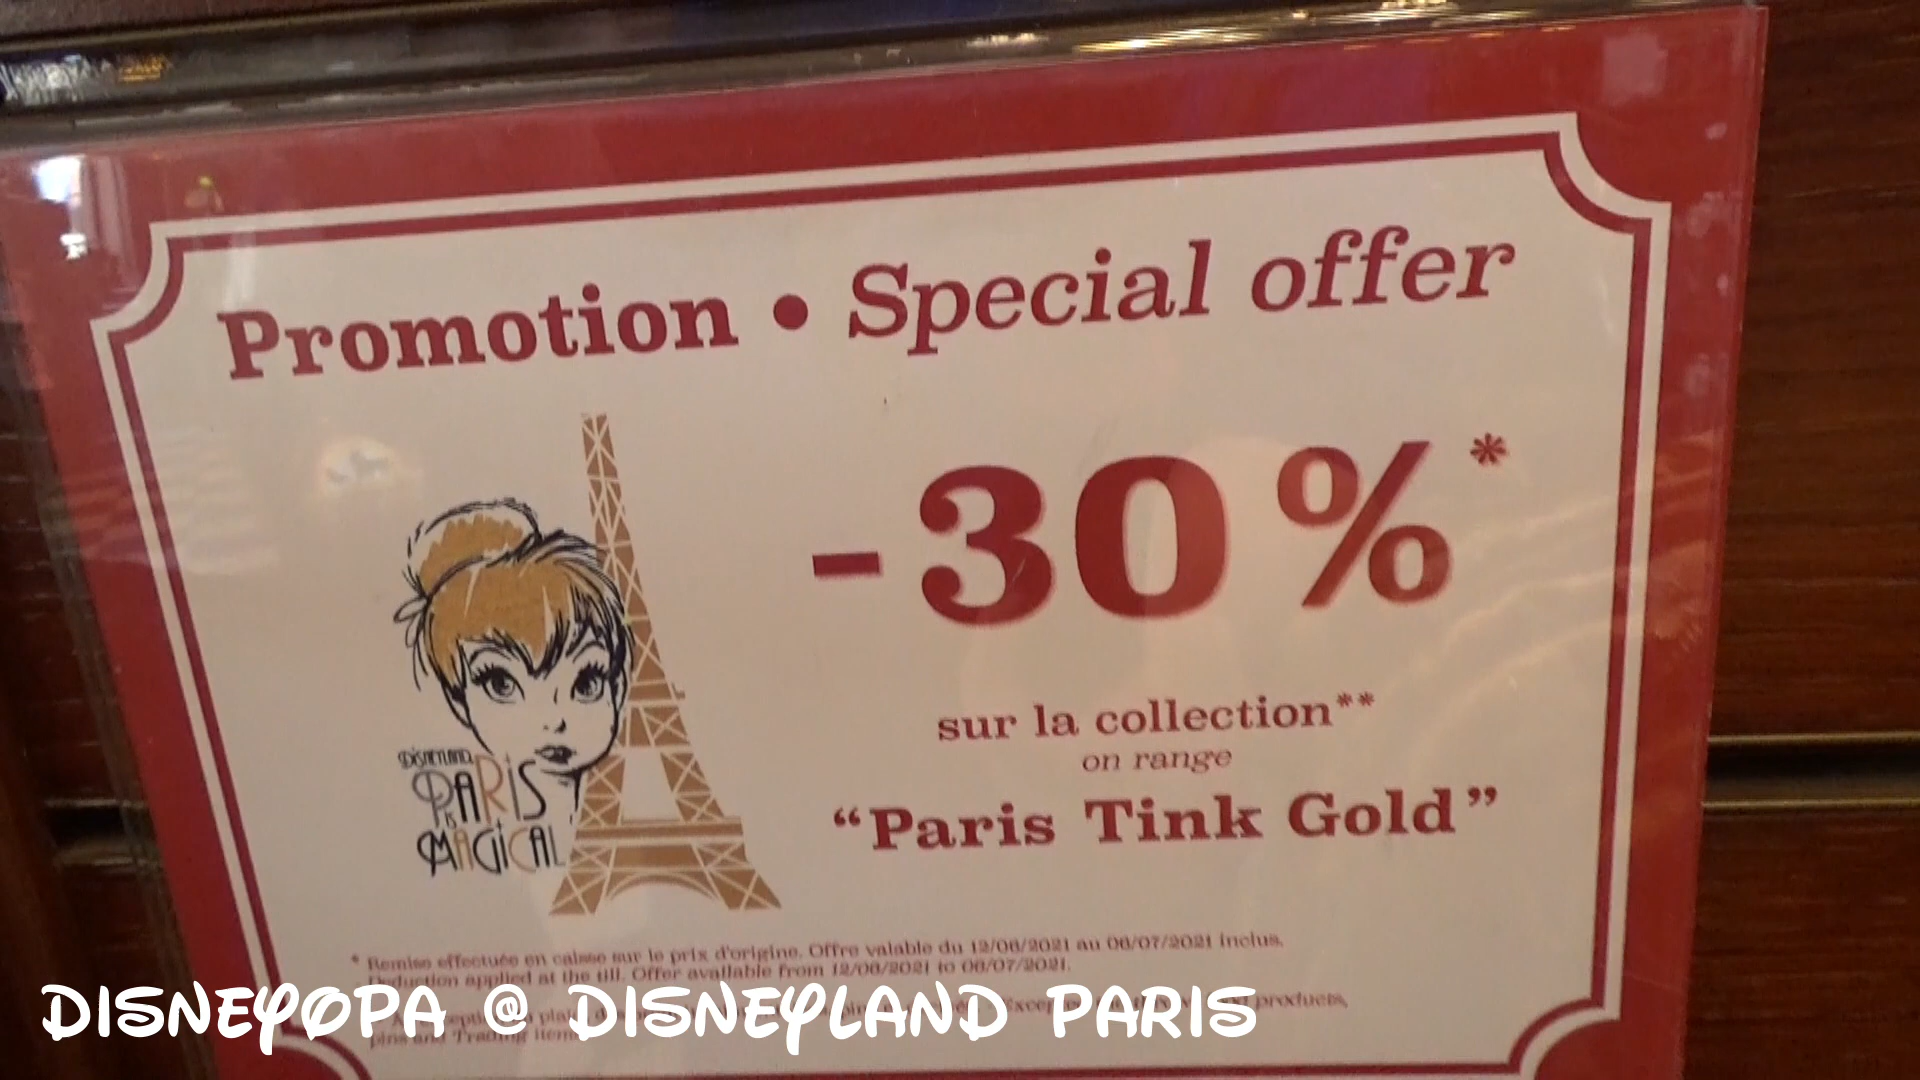 Promotion • Special offer
-30%*
sur la collection**
on range
“Paris Tink Gold”
DISNEYLAND
PARIS
IS
MAGICAL
* Remise effectuée en caisse sur le prix d'origine. Offre valable du 12/06/2021 au 06/07/2021 inclus.
Deduction applied at the till. Offer available from 12/06/2021 to 06/07/2021.
products,
pins and Trading items
DISNEYOPA @ DISNEYLAND PARIS